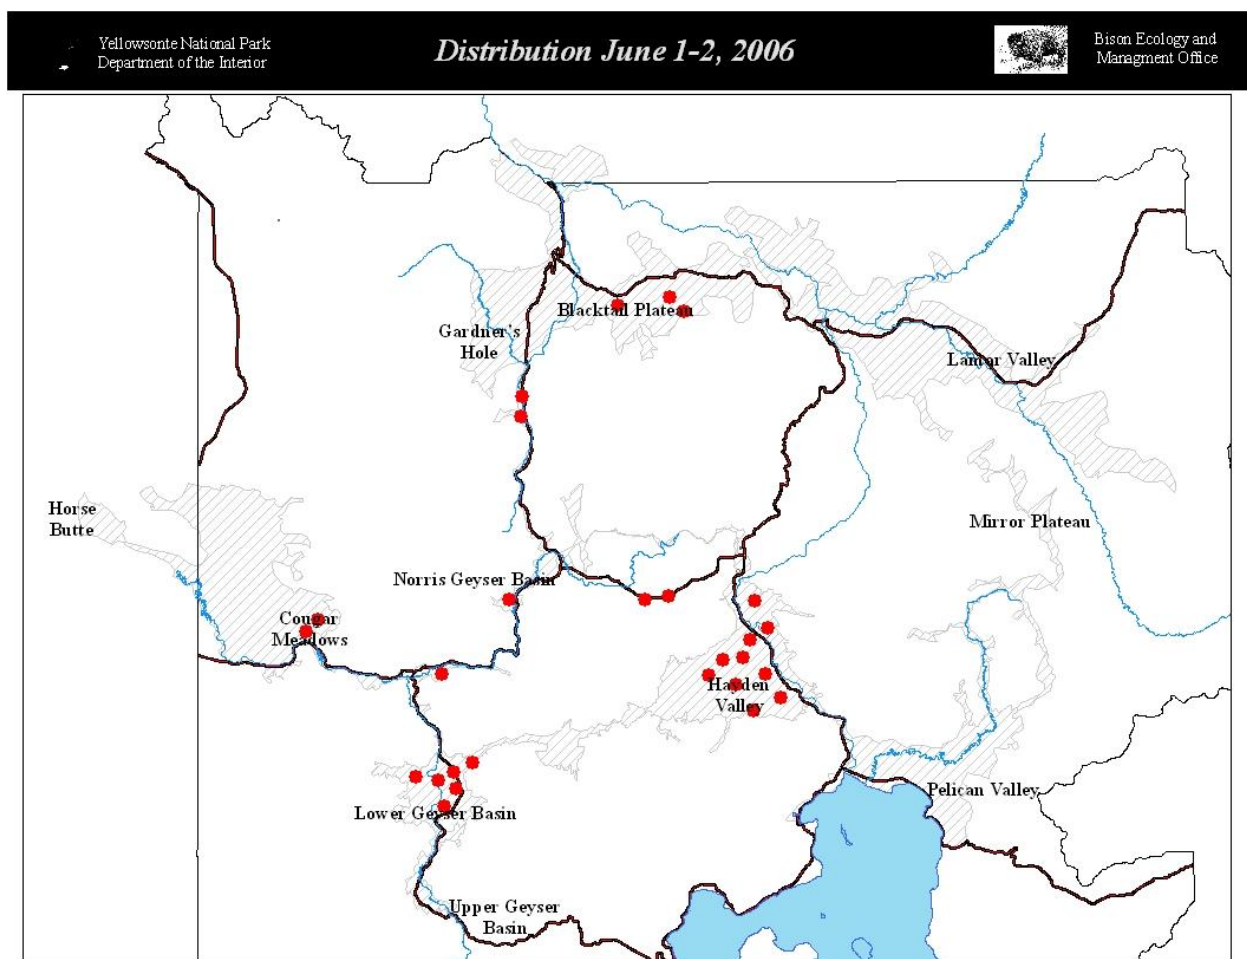 Yellowsonte National Park
Department of the Interior
Distribution June 1-2, 2006
Bison Ecology and
Managment Office
Blacktail Plateau
Gardner's
Hole
Lamar Valley
Horse
Butte
Mirror Plateau
Norris Geyser Basin
Cougar
Meadows
Hayden
Valley
Pelican Valley
Lower Geyser Basin
Upper Geyser
Basin